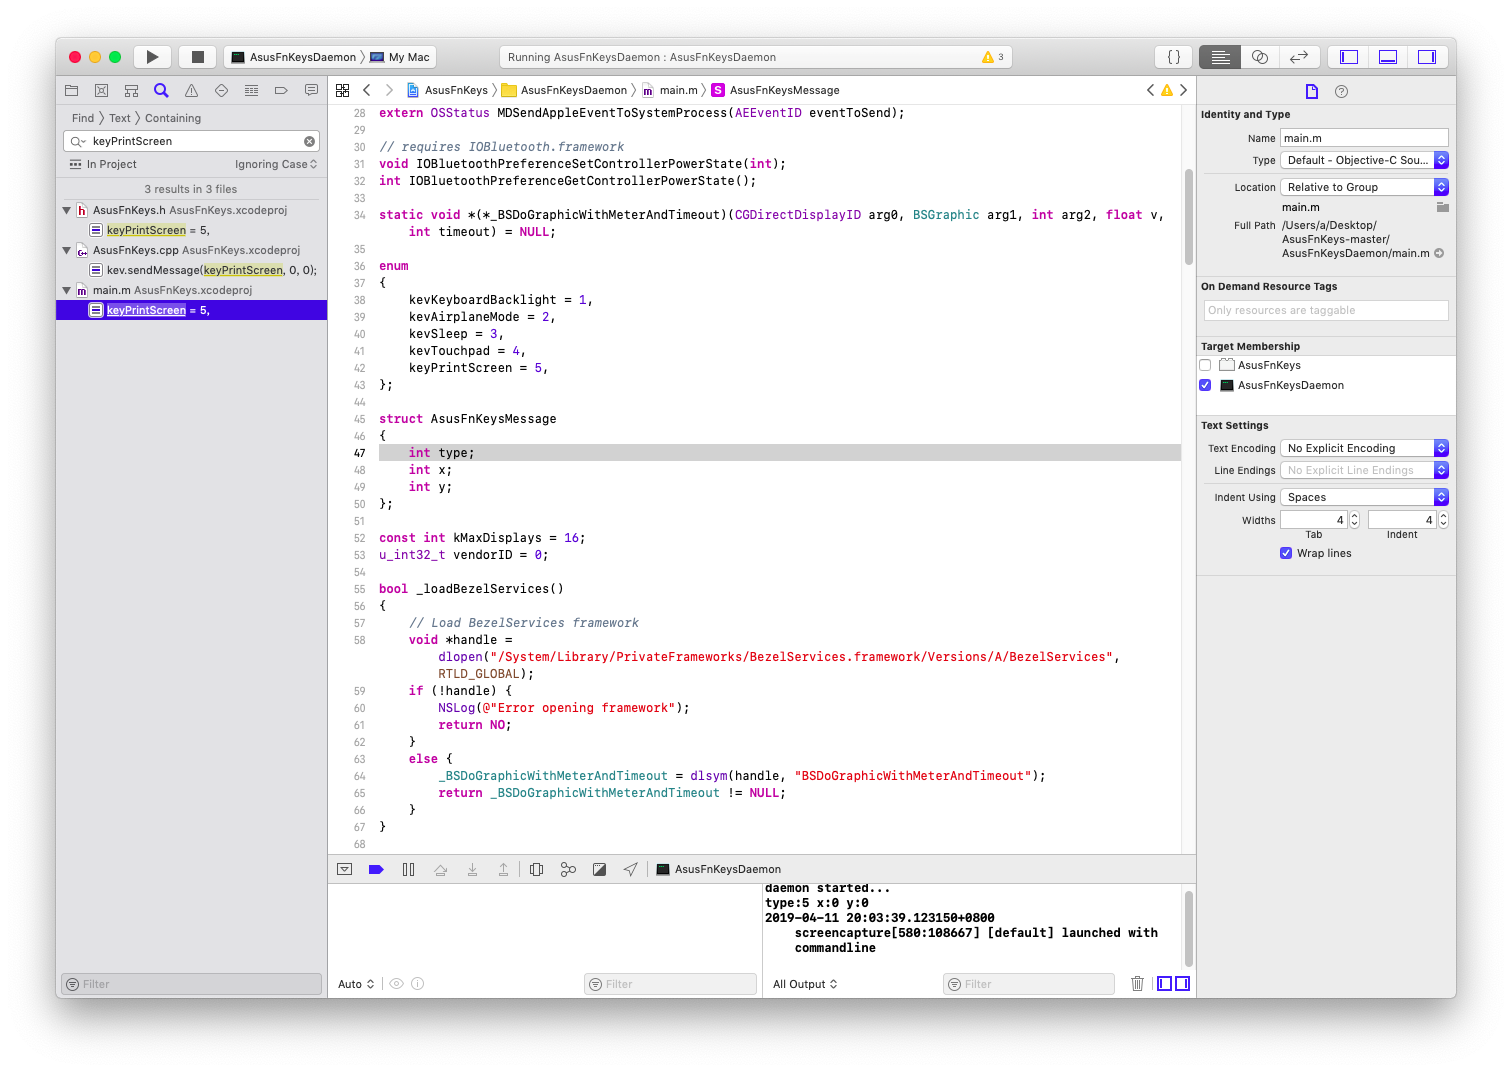 AsusFnKeysDaemon 〉 My Mac
Running AsusFnKeysDaemon : AsusFnKeysDaemon
3
{ }
Find 〉 Text 〉 Containing
keyPrintScreen
In Project
Ignoring Case
3 results in 3 files
AsusFnKeys.h AsusFnKeys.xcodeproj
keyPrintScreen = 5,
AsusFnKeys.cpp AsusFnKeys.xcodeproj
kev.sendMessage(keyPrintScreen, 0, 0);
main.m AsusFnKeys.xcodeproj
keyPrintScreen = 5,
Filter
AsusFnKeys 〉 AsusFnKeysDaemon 〉 main.m 〉 S AsusFnKeysMessage
28 extern OSStatus MDSendAppleEventToSystemProcess(AEEventID eventToSend);
29
30 // requires IOBluetooth.framework
31 void IOBluetoothPreferenceSetControllerPowerState(int);
32 int IOBluetoothPreferenceGetControllerPowerState();
33
34 static void *(*_BSDoGraphicWithMeterAndTimeout)(CGDirectDisplayID arg0, BSGraphic arg1, int arg2, float v,
int timeout) = NULL;
35
36 enum
37 {
38 kevKeyboardBacklight = 1,
39 kevAirplaneMode = 2,
40 kevSleep = 3,
41 kevTouchpad = 4,
42 keyPrintScreen = 5,
43 };
44
45 struct AsusFnKeysMessage
46 {
47 int type;
48 int x;
49 int y;
50 };
51
52 const int kMaxDisplays = 16;
53 u_int32_t vendorID = 0;
54
55 bool _loadBezelServices()
56 {
57 // Load BezelServices framework
58 void *handle =
dlopen("/System/Library/PrivateFrameworks/BezelServices.framework/Versions/A/BezelServices",
RTLD_GLOBAL);
59 if (!handle) {
60 NSLog(@"Error opening framework");
61 return NO;
62 }
63 else {
64 _BSDoGraphicWithMeterAndTimeout = dlsym(handle, "BSDoGraphicWithMeterAndTimeout");
65 return _BSDoGraphicWithMeterAndTimeout != NULL;
66 }
67 }
68
AsusFnKeysDaemon
daemon started...
type:5 x:0 y:0
2019-04-11 20:03:39.123150+0800
screencapture[580:108667] [default] launched with
commandline
Auto
Filter
All Output
Filter
Identity and Type
Name main.m
Type Default - Objective-C Sou...
Location Relative to Group
main.m
Full Path /Users/a/Desktop/
AsusFnKeys-master/
AsusFnKeysDaemon/main.m
On Demand Resource Tags
Only resources are taggable
Target Membership
AsusFnKeys
AsusFnKeysDaemon
Text Settings
Text Encoding No Explicit Encoding
Line Endings No Explicit Line Endings
Indent Using Spaces
Widths 4 4
Tab Indent
Wrap lines